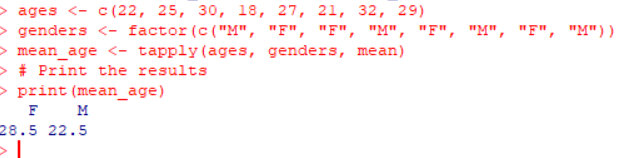 > ages <- c(22, 25, 30, 18, 27, 21, 32, 29)
> genders <- factor(c("M", "F", "F", "M", "F", "M", "F", "M"))
> mean_age <- tapply(ages, genders, mean)
> # Print the results
> print(mean_age)
   F    M
28.5 22.5
>